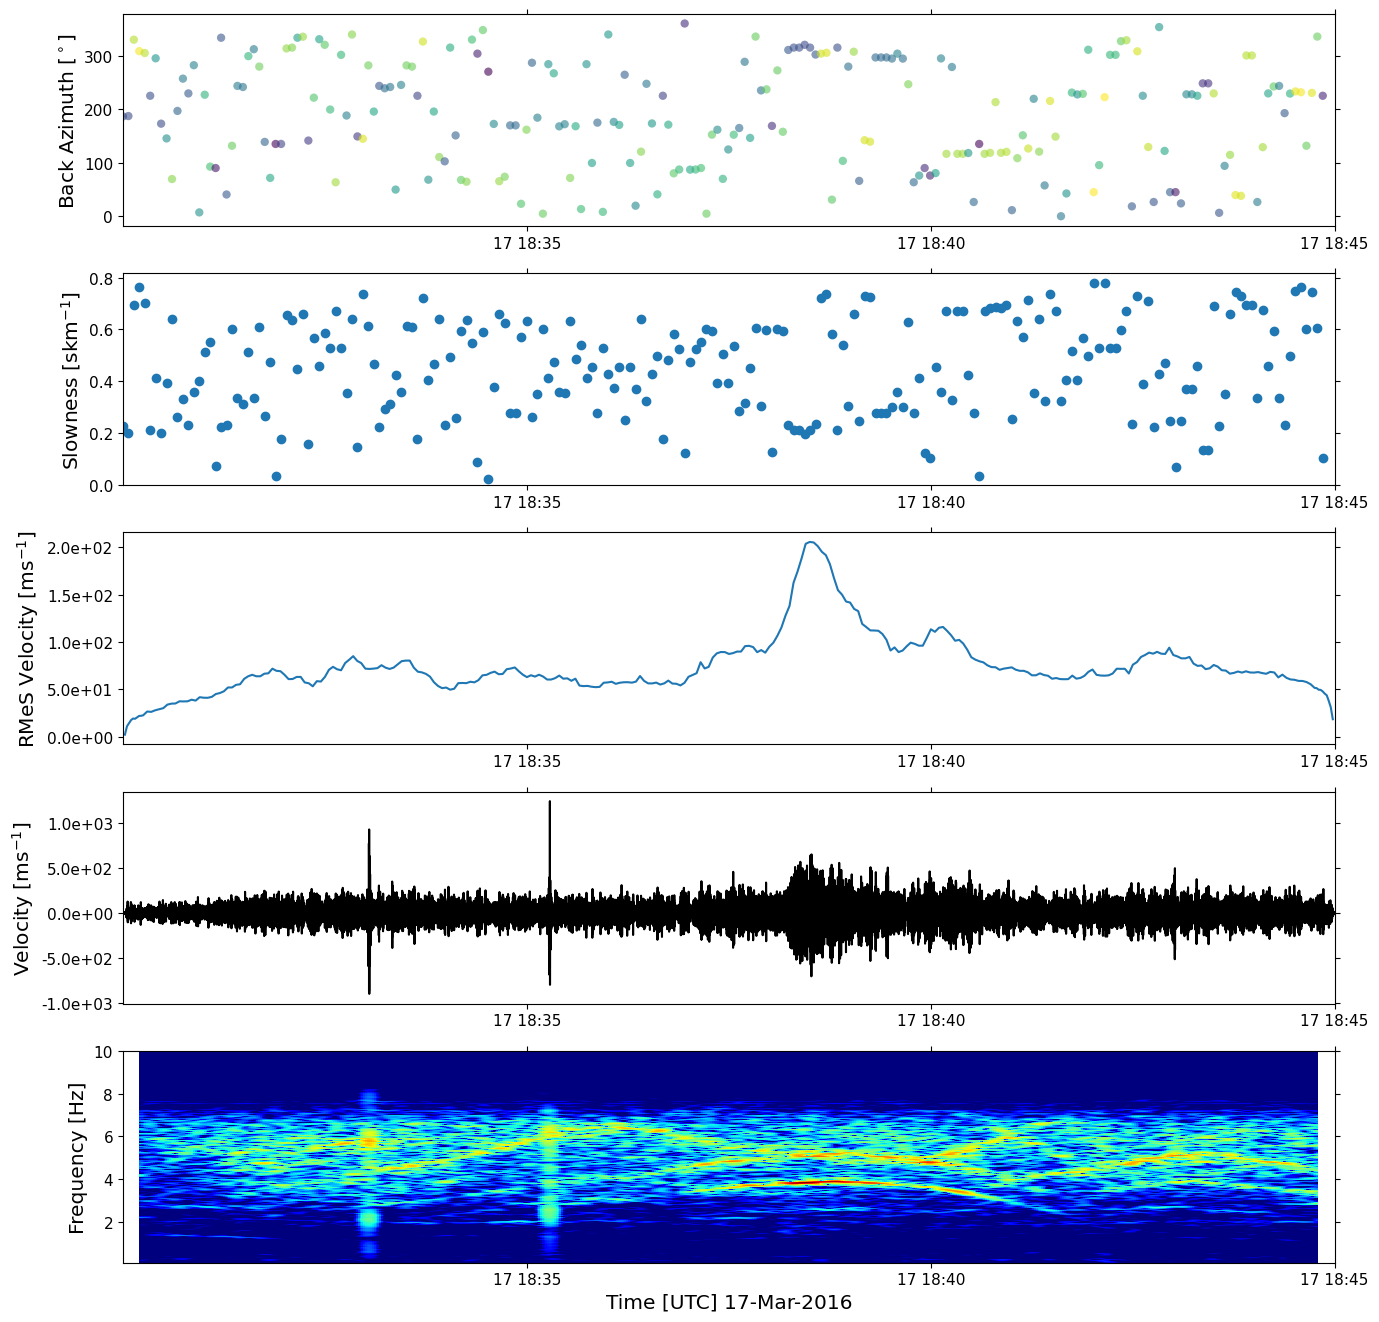 Back Azimuth [ ° ]
300
200
100
0
17 18:35
17 18:40
17 18:45
Slowness [skm⁻¹]
0.8
0.6
0.4
0.2
0.0
17 18:35
17 18:40
17 18:45
RMeS Velocity [ms⁻¹]
2.0e+02
1.5e+02
1.0e+02
5.0e+01
0.0e+00
17 18:35
17 18:40
17 18:45
Velocity [ms⁻¹]
1.0e+03
5.0e+02
0.0e+00
-5.0e+02
-1.0e+03
17 18:35
17 18:40
17 18:45
Frequency [Hz]
10
8
6
4
2
17 18:35
17 18:40
17 18:45
Time [UTC] 17-Mar-2016